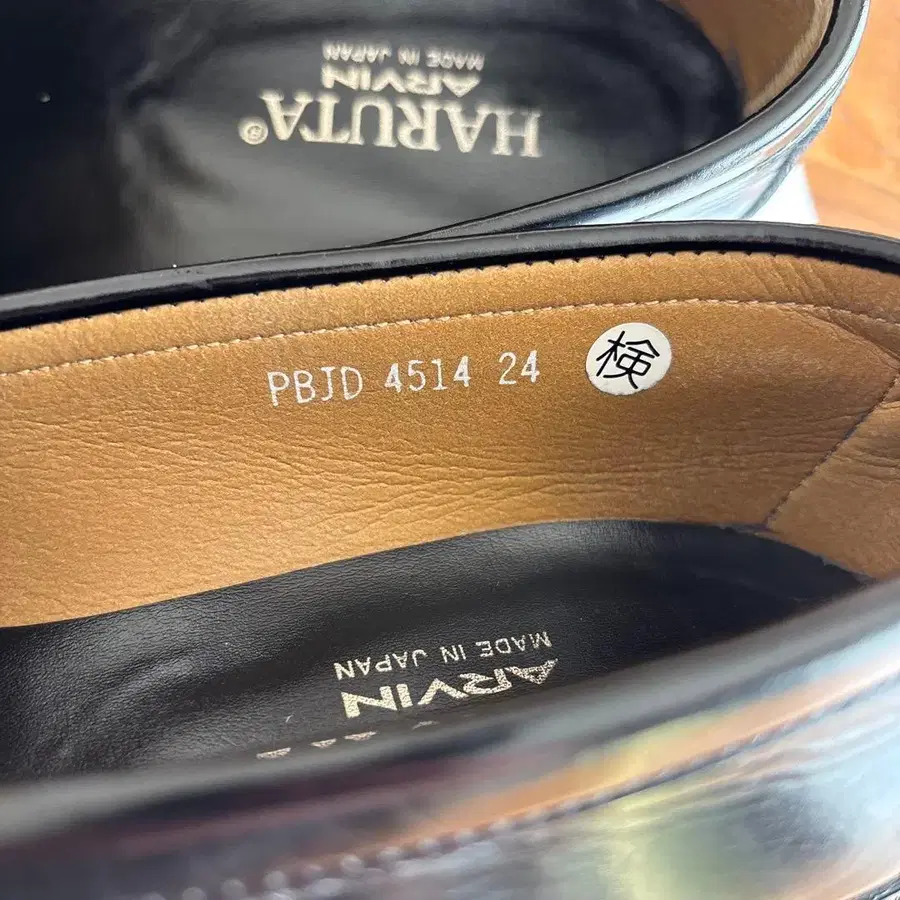 HARUTA®
ARVIN
MADE IN JAPAN
PBJD 4514 24
検
ARVIN
MADE IN JAPAN